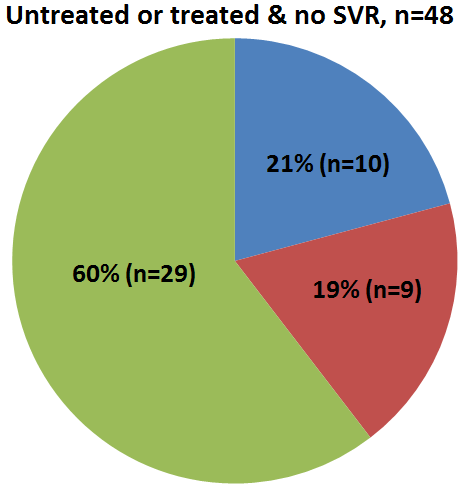 Untreated or treated & no SVR, n=48
21% (n=10)
60% (n=29)
19% (n=9)